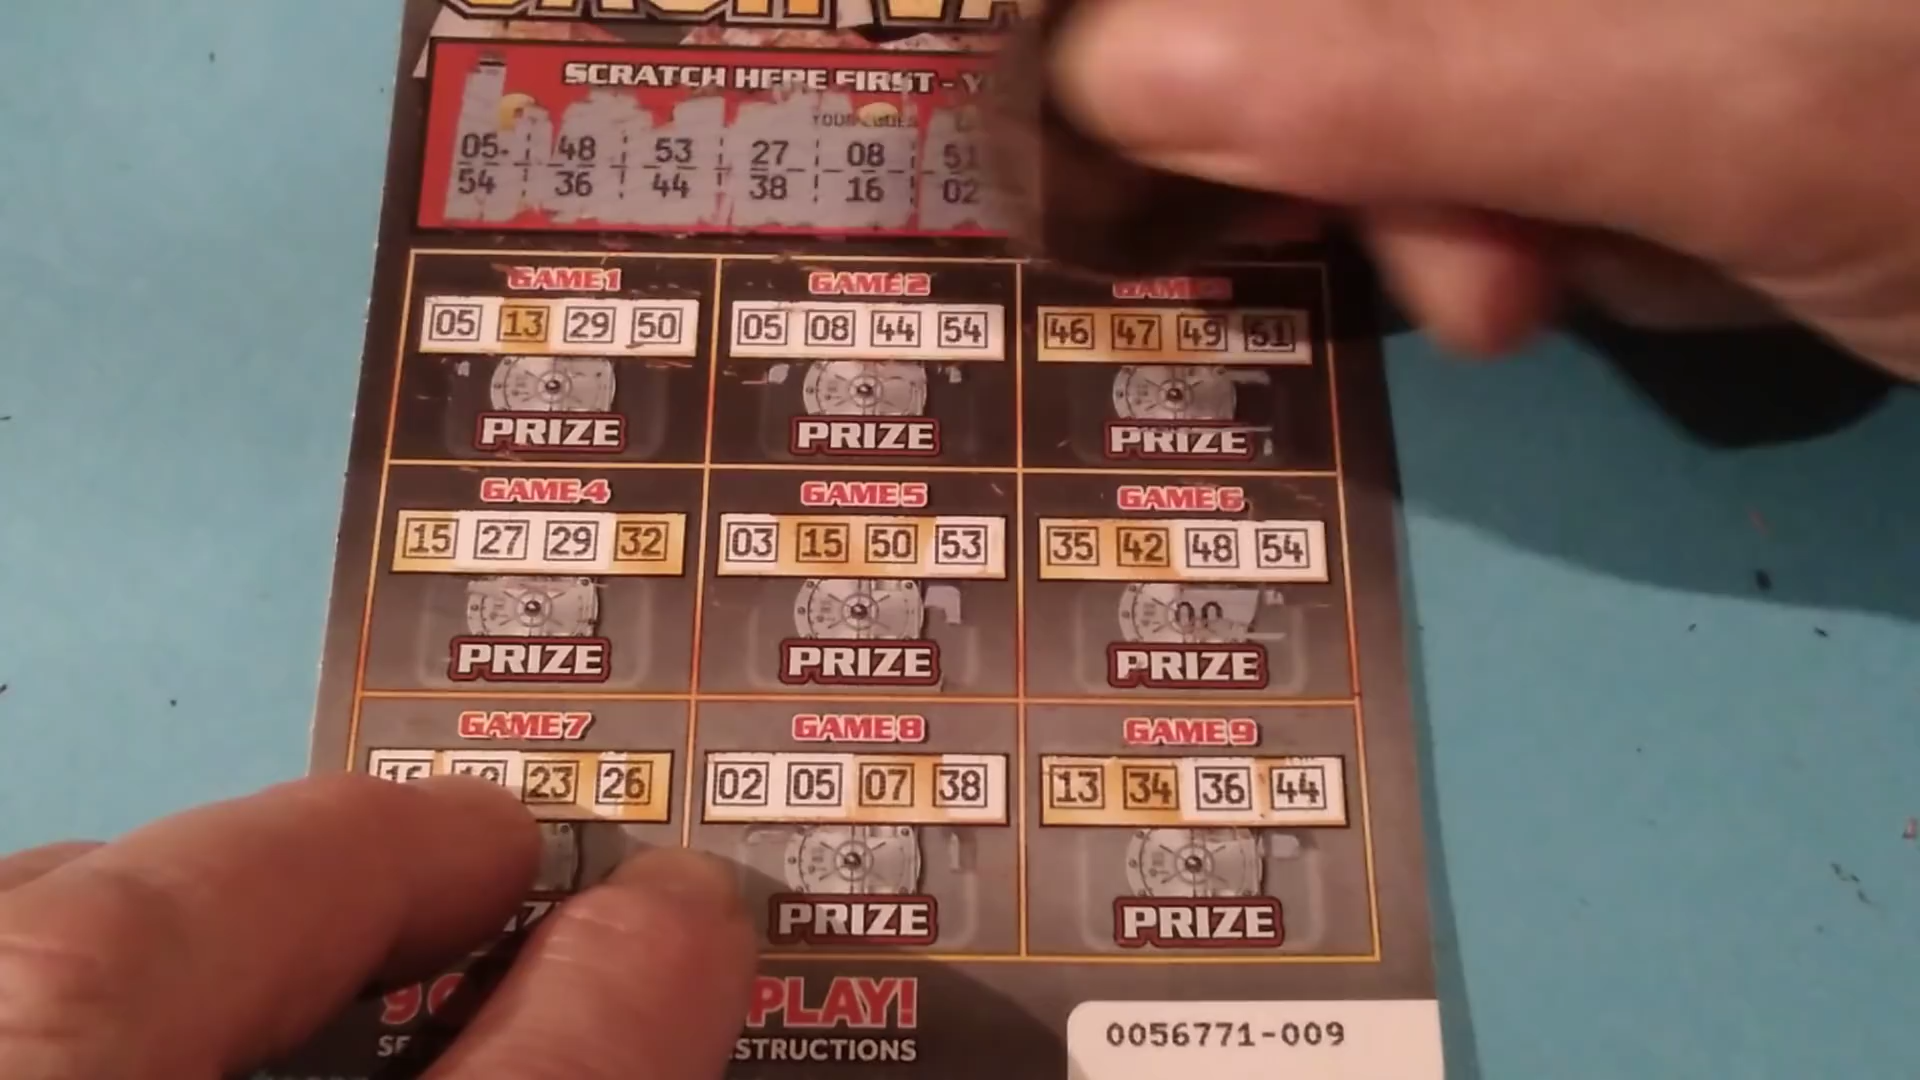 SCRATCH HERE FIRST - Y
YOUR CODES
05 48 53 27 08 51
54 36 44 38 16 02
GAME 1 GAME 2 GAME 3
05 13 29 50 05 08 44 54 46 47 49 51
PRIZE PRIZE PRIZE
GAME 4 GAME 5 GAME 6
15 27 29 32 03 15 50 53 35 42 48 54
PRIZE PRIZE PRIZE
GAME 7 GAME 8 GAME 9
23 26 02 05 07 38 13 34 36 44
PRIZE PRIZE
PLAY!
0056771-009